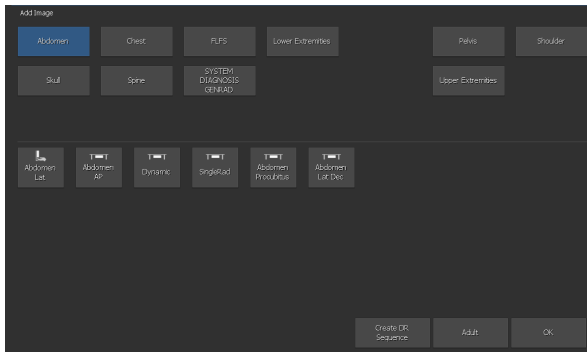 Add Image
Abdomen
Chest
FLFS
Lower Extremities
Pelvis
Shoulder
Skull
Spine
SYSTEM
DIAGNOSIS
GENRAD
Upper Extremities
Abdomen
Lat
Abdomen
AP
Dynamic
SingleRad
Abdomen
Procubitus
Abdomen
Lat Dec
Create DR
Sequence
Adult
OK